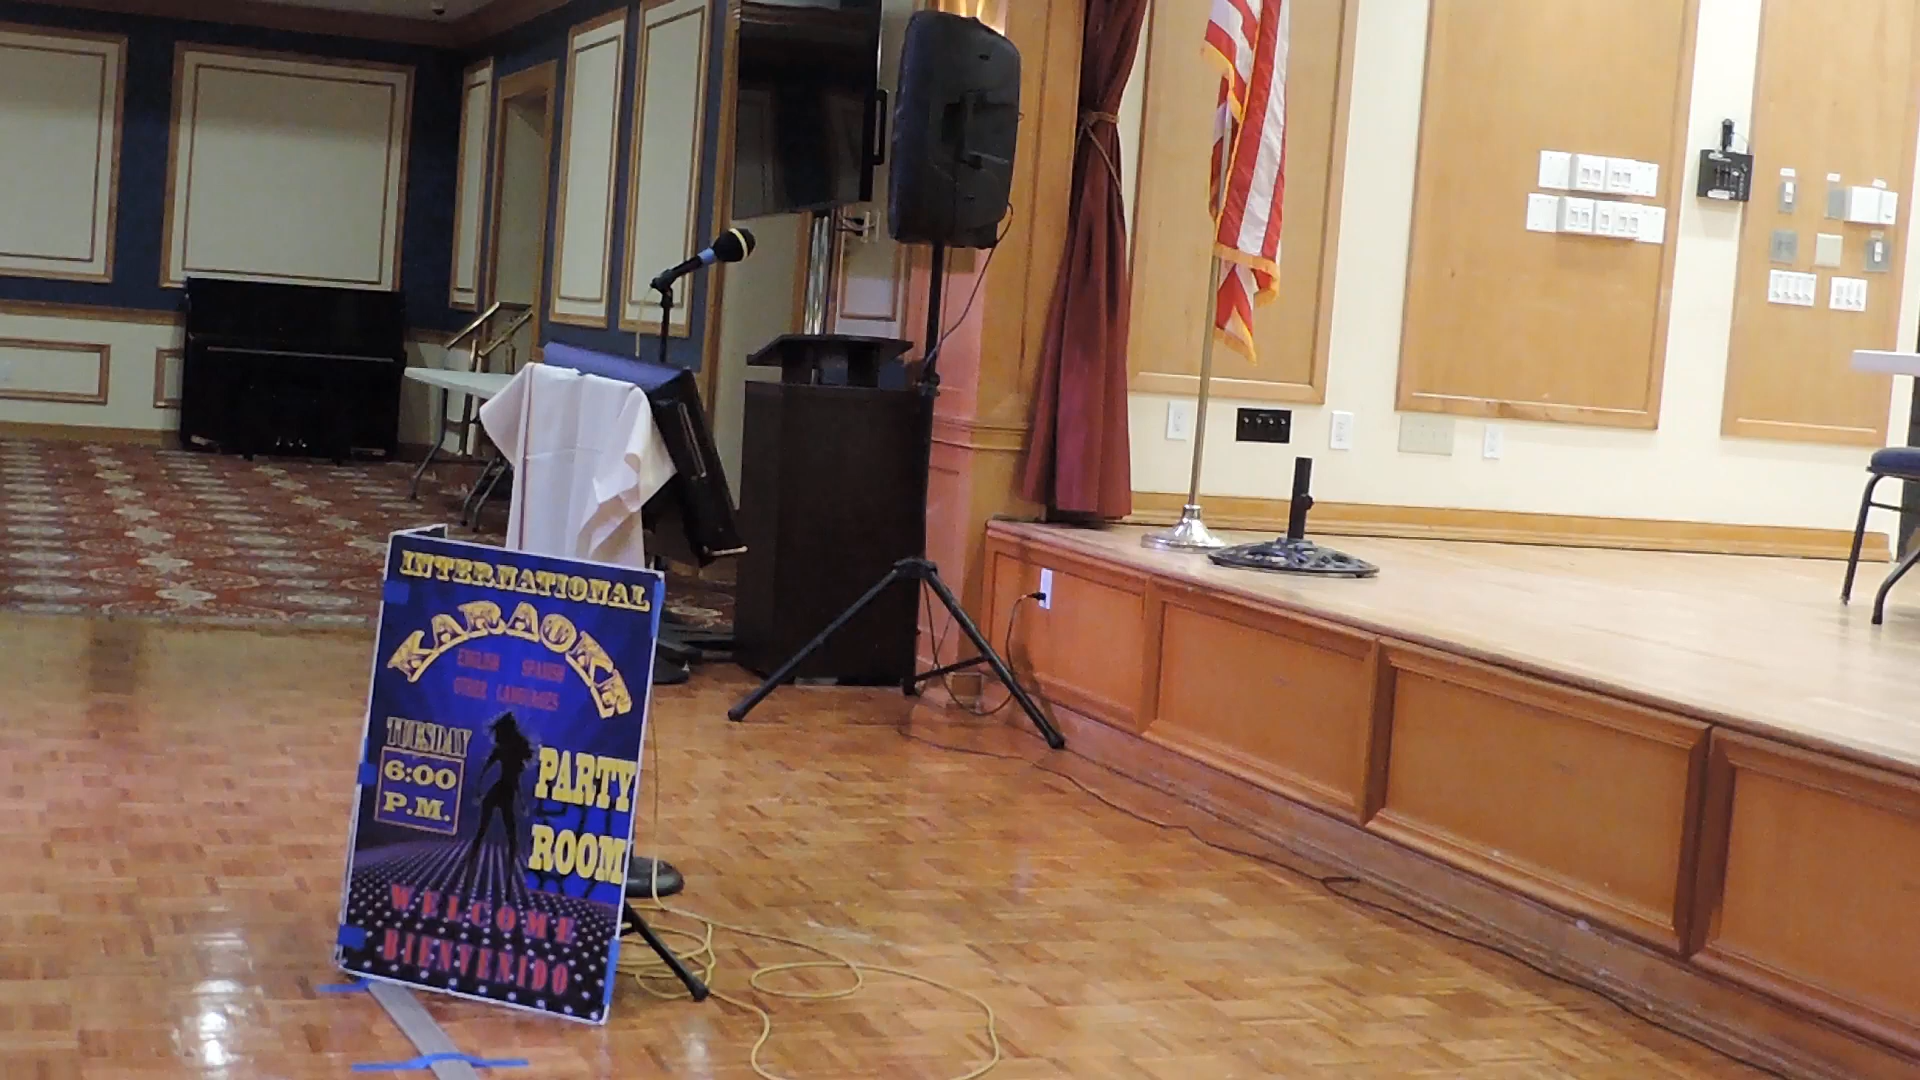 INTERNATIONAL
KARAOKE
ENGLISH SPANISH
OTHER LANGUAGES
TUESDAY
6:00
P.M.
PARTY
ROOM
WELCOME
BIENVENIDO